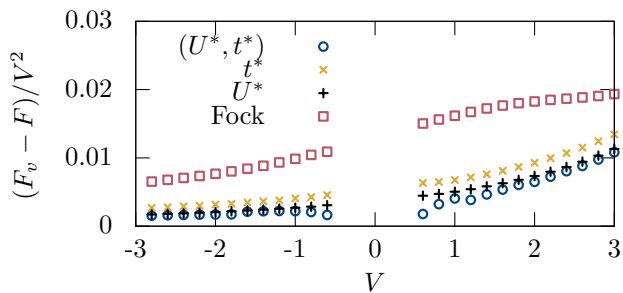 0.03
0.02
0.01
0
(F_v − F)/V^2
(U*, t*)
t*
U*
Fock
-3 -2 -1 0 1 2 3
V